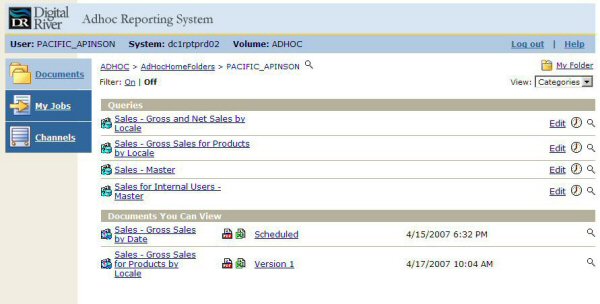 Digital
River
DR
Adhoc Reporting System
User: PACIFIC_APINSON System: dc1rptprd02 Volume: ADHOC Log out | Help
Documents
My Jobs
Channels
ADHOC > AdHocHomeFolders > PACIFIC_APINSON
My Folder
Filter: On | Off
View: Categories
Queries
Sales - Gross and Net Sales by
Locale
Edit
Sales - Gross Sales for Products
by Locale
Edit
Sales - Master
Edit
Sales for Internal Users -
Master
Edit
Documents You Can View
Sales - Gross Sales
by Date
Scheduled 4/15/2007 6:32 PM
Sales - Gross Sales
for Products by
Locale
Version 1 4/17/2007 10:04 AM